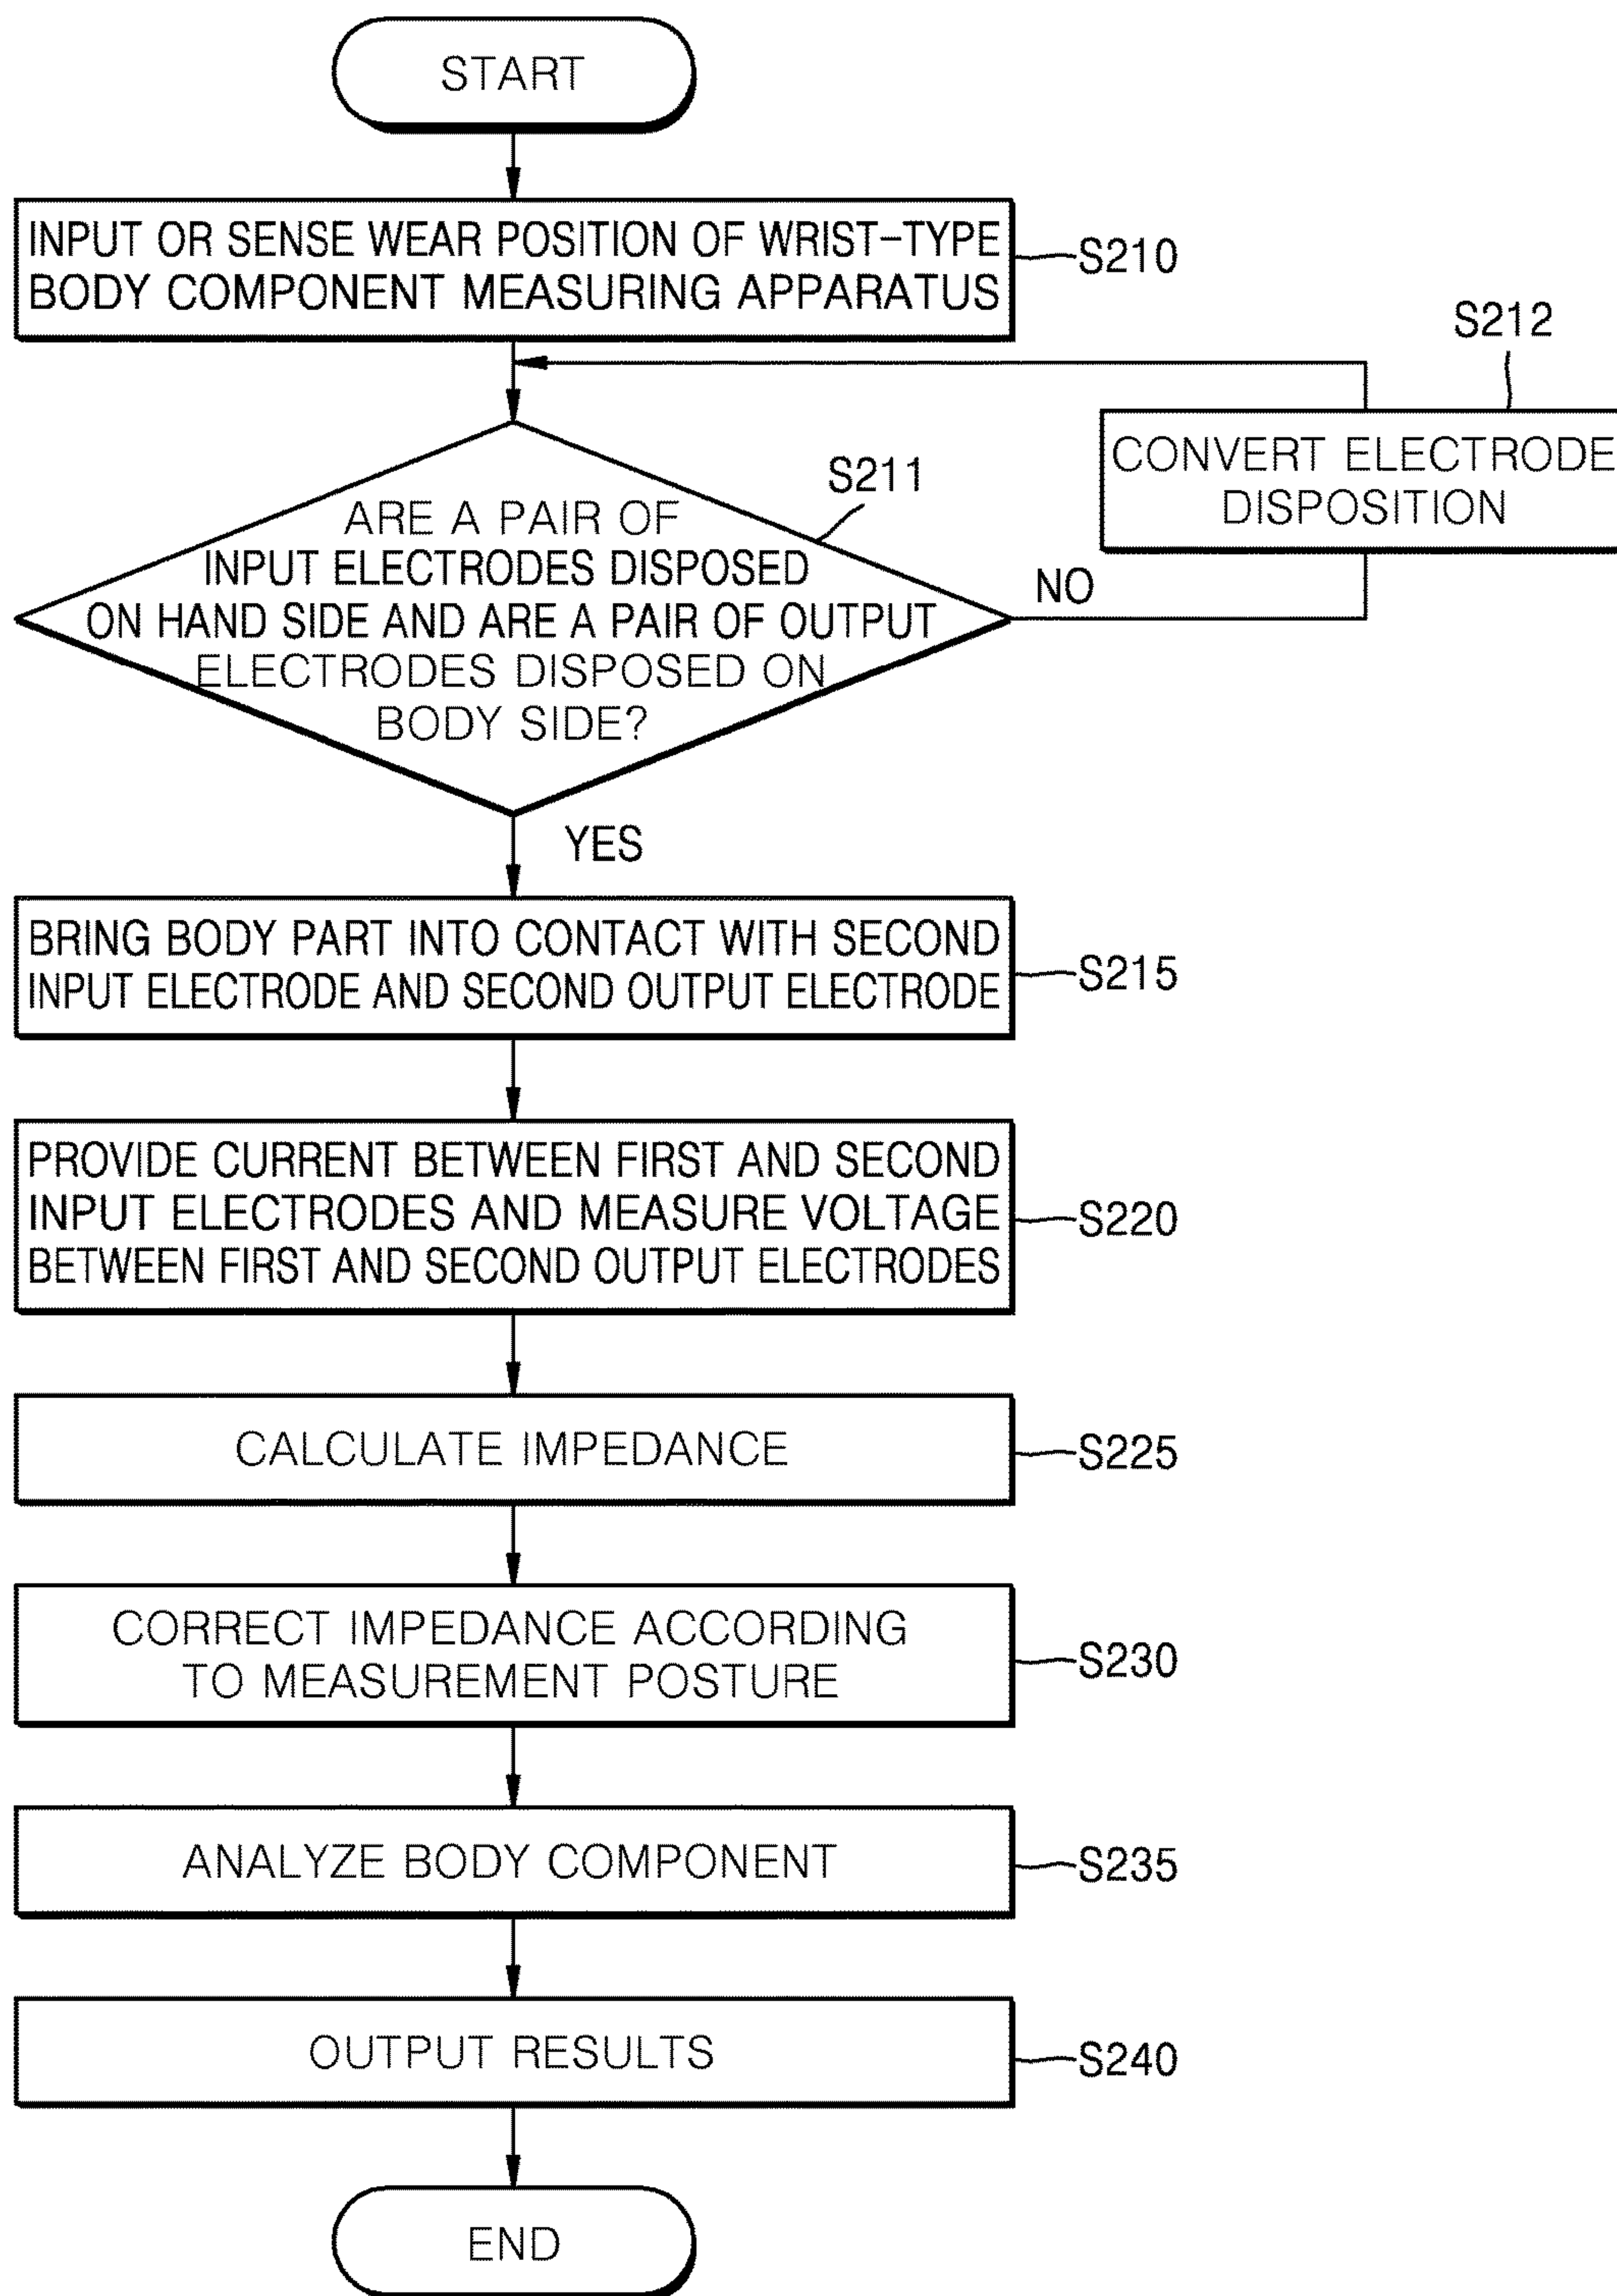 START
INPUT OR SENSE WEAR POSITION OF WRIST-TYPE
BODY COMPONENT MEASURING APPARATUS
S210
S212
CONVERT ELECTRODE
DISPOSITION
S211
ARE A PAIR OF
INPUT ELECTRODES DISPOSED
ON HAND SIDE AND ARE A PAIR OF OUTPUT
ELECTRODES DISPOSED ON
BODY SIDE?
NO
YES
BRING BODY PART INTO CONTACT WITH SECOND
INPUT ELECTRODE AND SECOND OUTPUT ELECTRODE
S215
PROVIDE CURRENT BETWEEN FIRST AND SECOND
INPUT ELECTRODES AND MEASURE VOLTAGE
BETWEEN FIRST AND SECOND OUTPUT ELECTRODES
S220
CALCULATE IMPEDANCE
S225
CORRECT IMPEDANCE ACCORDING
TO MEASUREMENT POSTURE
S230
ANALYZE BODY COMPONENT
S235
OUTPUT RESULTS
S240
END